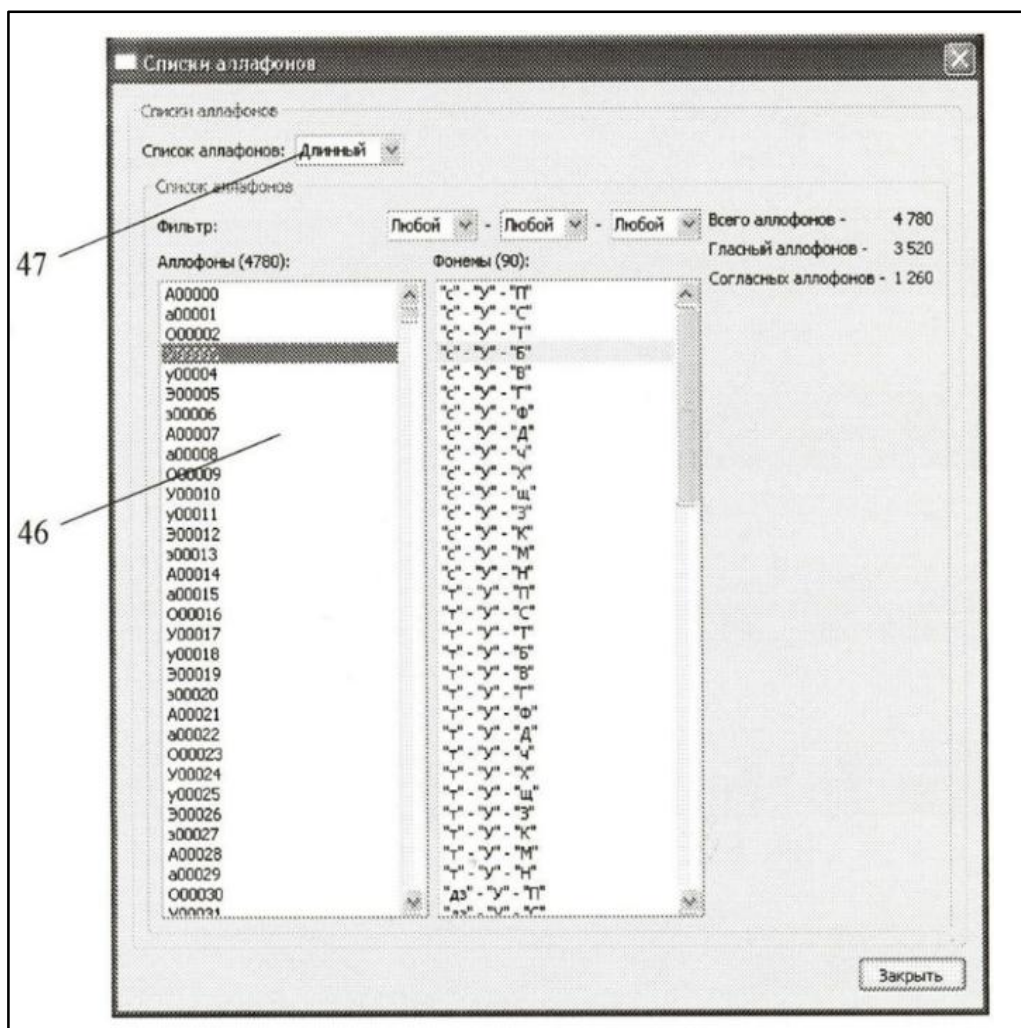 Списки аллафонов
Списки аллафонов
Список аллафонов: Длинный
Список аллафонов
Фильтр: Любой - Любой - Любой
Всего аллофонов - 4 780
Гласный аллофонов - 3 520
Согласных аллофонов - 1 260
Аллофоны (4780):
А00000
а00001
О00002
у00004
Э00005
э00006
А00007
а00008
О00009
У00010
у00011
Э00012
э00013
А00014
а00015
О00016
У00017
у00018
Э00019
э00020
А00021
а00022
О00023
У00024
у00025
Э00026
э00027
А00028
а00029
О00030
У00031
Фонемы (90):
"с" - "У" - "П"
"с" - "У" - "С"
"с" - "У" - "Т"
"с" - "У" - "Б"
"с" - "У" - "В"
"с" - "У" - "Г"
"с" - "У" - "Ф"
"с" - "У" - "Д"
"с" - "У" - "ч"
"с" - "У" - "Х"
"с" - "У" - "щ"
"с" - "У" - "З"
"с" - "У" - "К"
"с" - "У" - "М"
"с" - "У" - "Н"
"т" - "У" - "П"
"т" - "У" - "С"
"т" - "У" - "Т"
"т" - "У" - "Б"
"т" - "У" - "В"
"т" - "У" - "Г"
"т" - "У" - "Ф"
"т" - "У" - "Д"
"т" - "У" - "ч"
"т" - "У" - "Х"
"т" - "У" - "щ"
"т" - "У" - "З"
"т" - "У" - "К"
"т" - "У" - "М"
"т" - "У" - "Н"
"дз" - "У" - "П"
"дз" - "У" - "С"
Закрыть
47
46